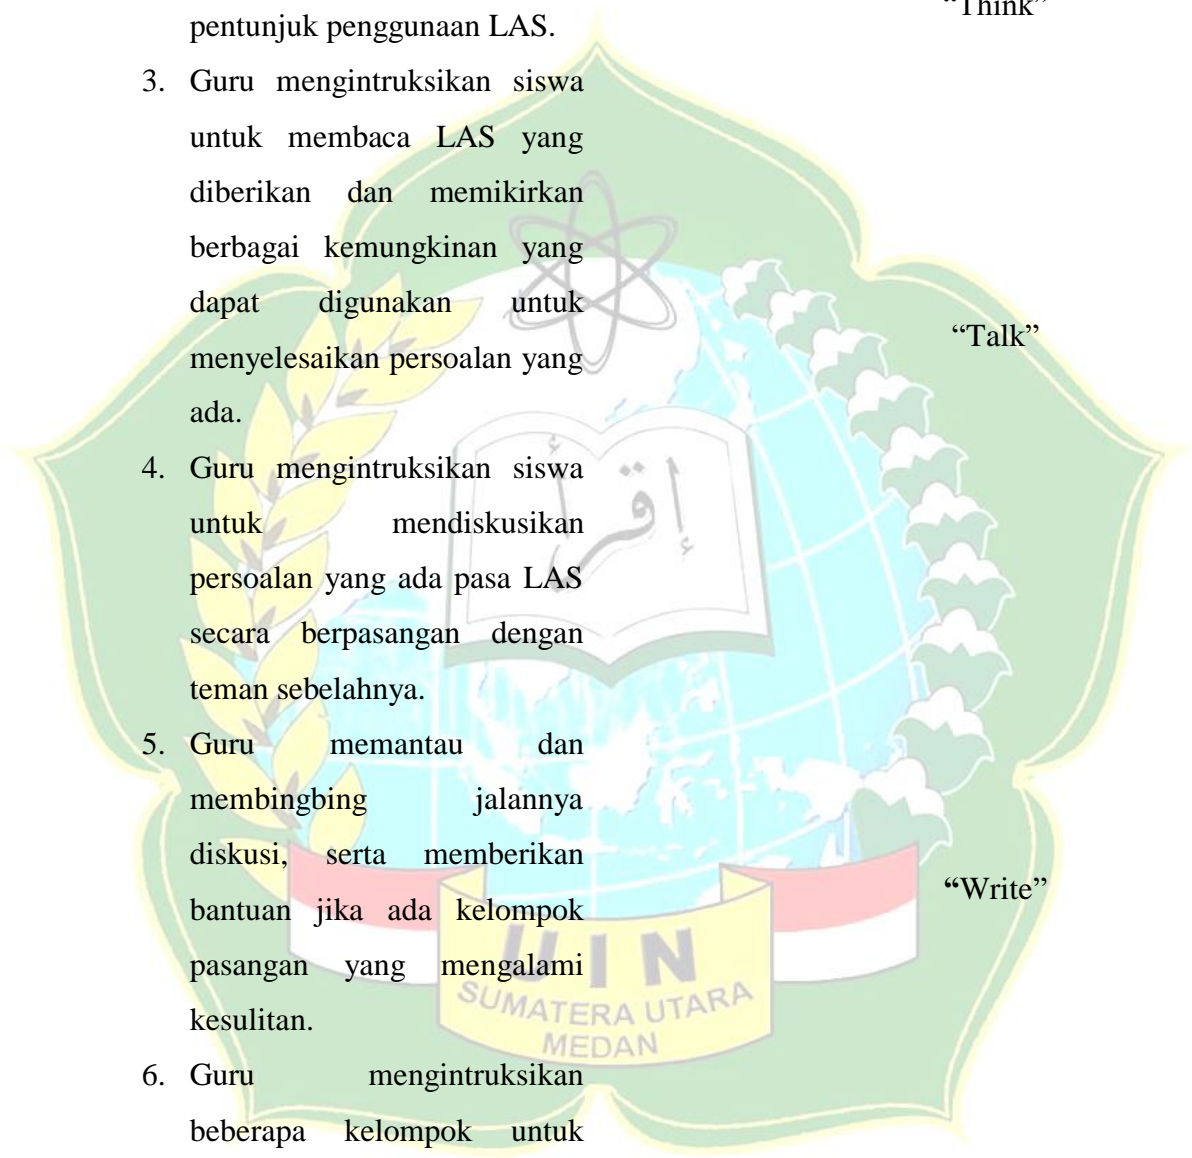 “Think”
pentunjuk penggunaan LAS.
3. Guru mengintruksikan siswa
untuk membaca LAS yang
diberikan dan memikirkan
berbagai kemungkinan yang
dapat digunakan untuk
menyelesaikan persoalan yang
ada.
“Talk”
4. Guru mengintruksikan siswa
untuk mendiskusikan
persoalan yang ada pasa LAS
secara berpasangan dengan
teman sebelahnya.
5. Guru memantau dan
membingbing jalannya
diskusi, serta memberikan
bantuan jika ada kelompok
pasangan yang mengalami
kesulitan.
“Write”
6. Guru mengintruksikan
beberapa kelompok untuk
إقرأ
UIN
SUMATERA UTARA
MEDAN